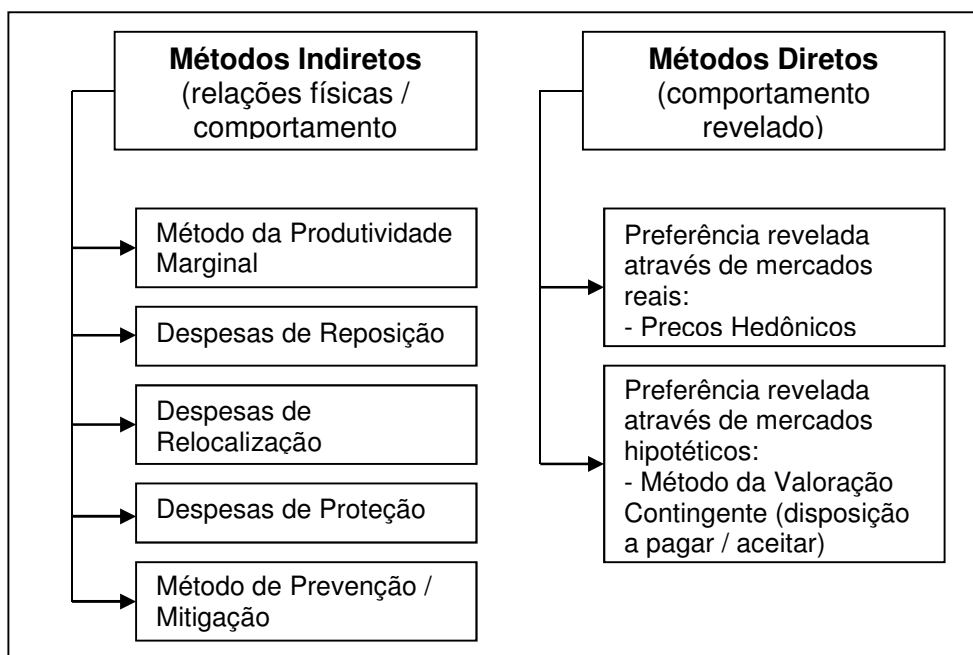 Métodos Indiretos
(relações físicas /
comportamento
Método da Produtividade
Marginal
Despesas de Reposição
Despesas de
Relocalização
Despesas de Proteção
Método de Prevenção /
Mitigação
Métodos Diretos
(comportamento
revelado)
Preferência revelada
através de mercados
reais:
- Precos Hedônicos
Preferência revelada
através de mercados
hipotéticos:
- Método da Valoração
Contingente (disposição
a pagar / aceitar)